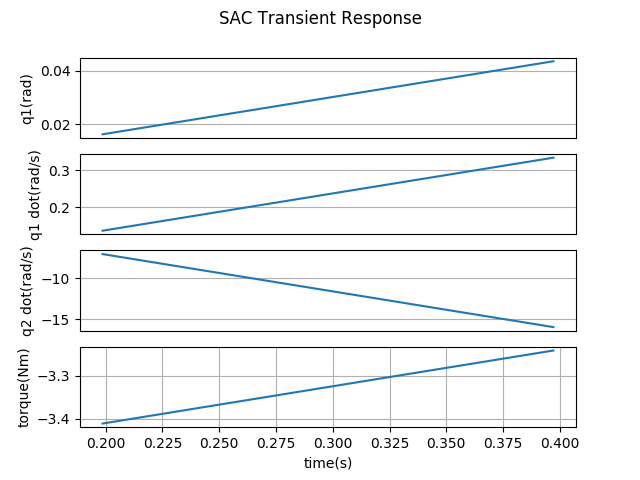 SAC Transient Response
q1(rad)
0.04
0.02
q1 dot(rad/s)
0.3
0.2
q2 dot(rad/s)
−10
−15
torque(Nm)
−3.3
−3.4
0.200 0.225 0.250 0.275 0.300 0.325 0.350 0.375 0.400
time(s)